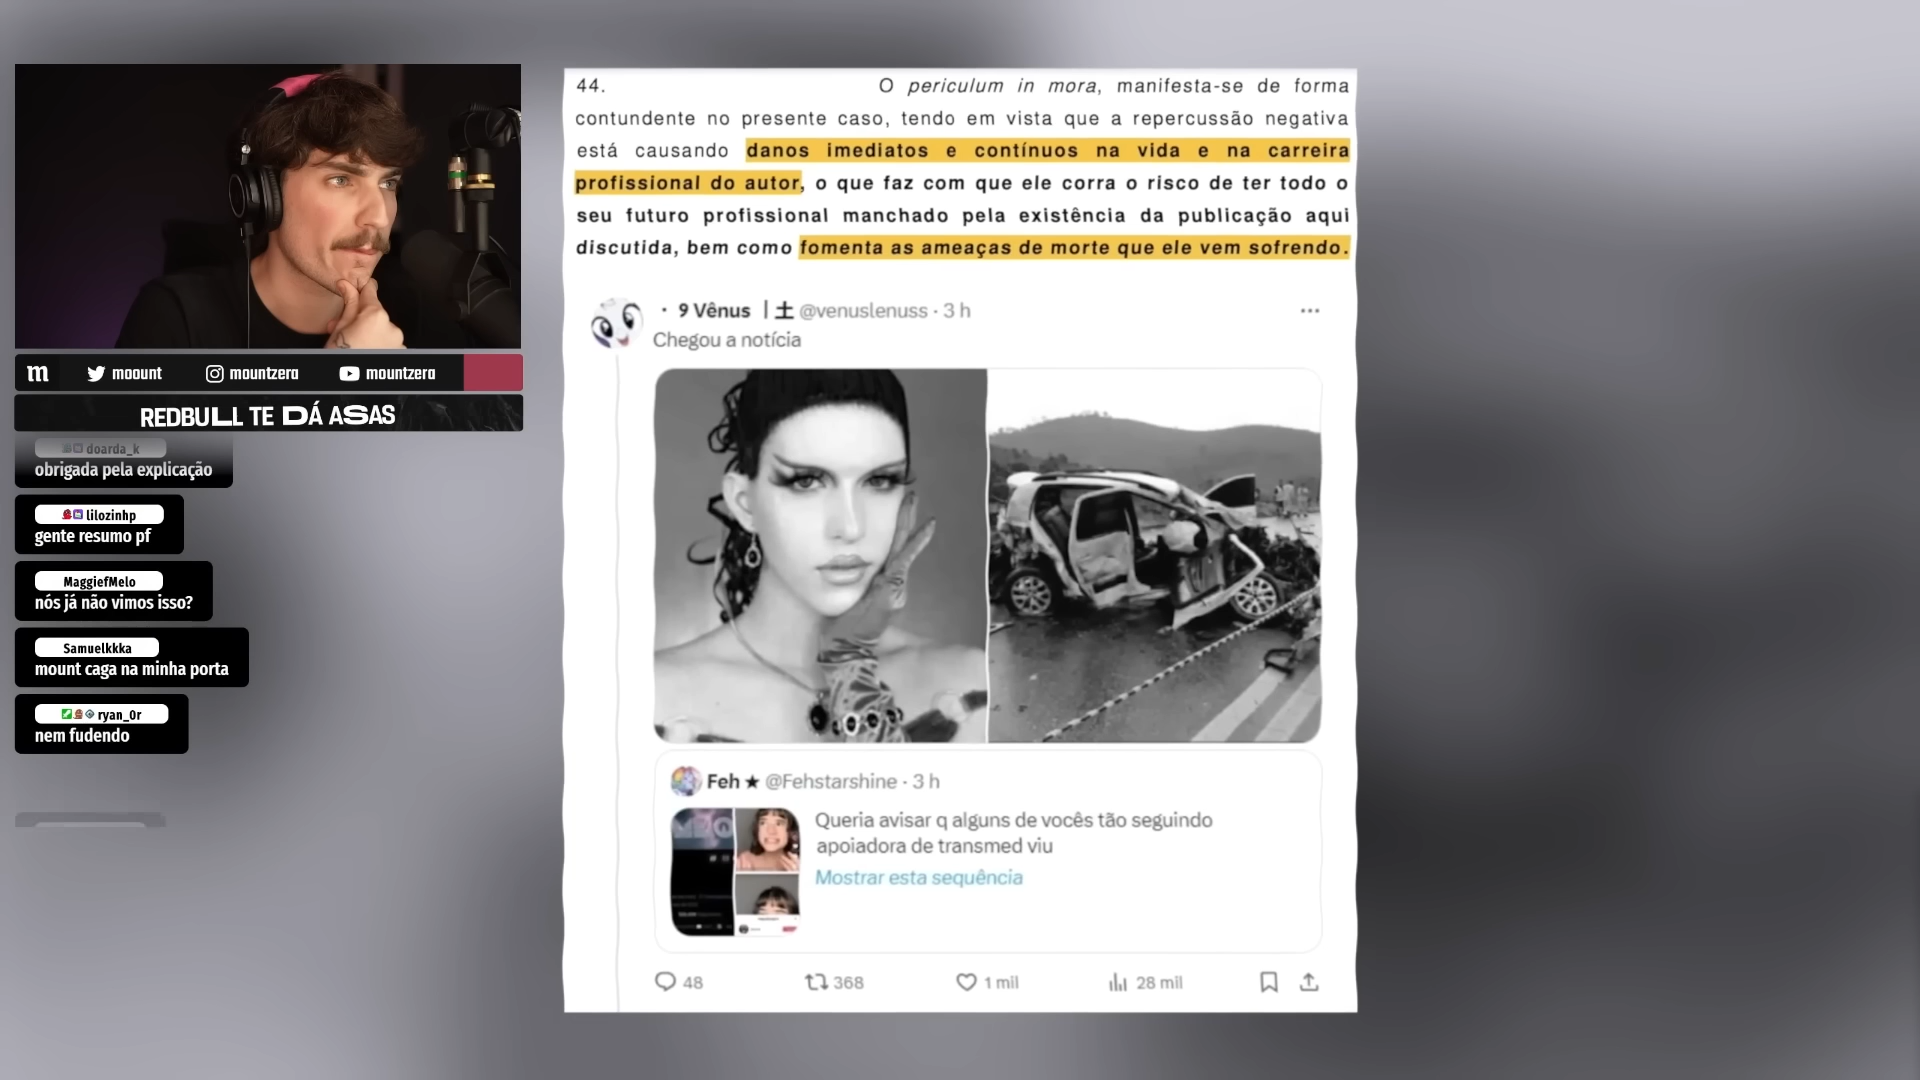 m moount mountzera mountzera
REDBULL TE DÁ ASAS
doarda_k
obrigada pela explicação
lilozinhp
gente resumo pf
MaggiefMelo
nós já não vimos isso?
Samuelkkka
mount caga na minha porta
ryan_0r
nem fudendo
44. O periculum in mora, manifesta-se de forma
contundente no presente caso, tendo em vista que a repercussão negativa
está causando danos imediatos e contínuos na vida e na carreira
profissional do autor, o que faz com que ele corra o risco de ter todo o
seu futuro profissional manchado pela existência da publicação aqui
discutida, bem como fomenta as ameaças de morte que ele vem sofrendo.
· 9 Vênus |土 @venuslenuss · 3 h
Chegou a notícia
Feh ★ @Fehstarshine · 3 h
Queria avisar q alguns de vocês tão seguindo
apoiadora de transmed viu
Mostrar esta sequência
48 368 1 mil 28 mil